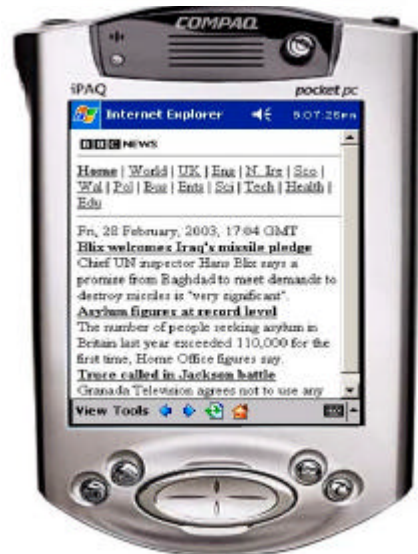 COMPAQ
iPAQ pocket pc
Internet Explorer 5:07:25pm
BBC NEWS
Home | World | UK | Eng | N. Ire | Sco |
Wal | Pol | Bus | Ents | Sci | Tech | Health |
Edu
Fri, 28 February, 2003, 17:04 GMT
Blix welcomes Iraq's missile pledge
Chief UN inspector Hans Blix says a
promise from Baghdad to meet demands to
destroy missiles is "very significant".
Asylum figures at record level
The number of people seeking asylum in
Britain last year exceeded 110,000 for the
first time, Home Office figures say.
Truce called in Jackson battle
Granada Television agrees not to use any
View Tools